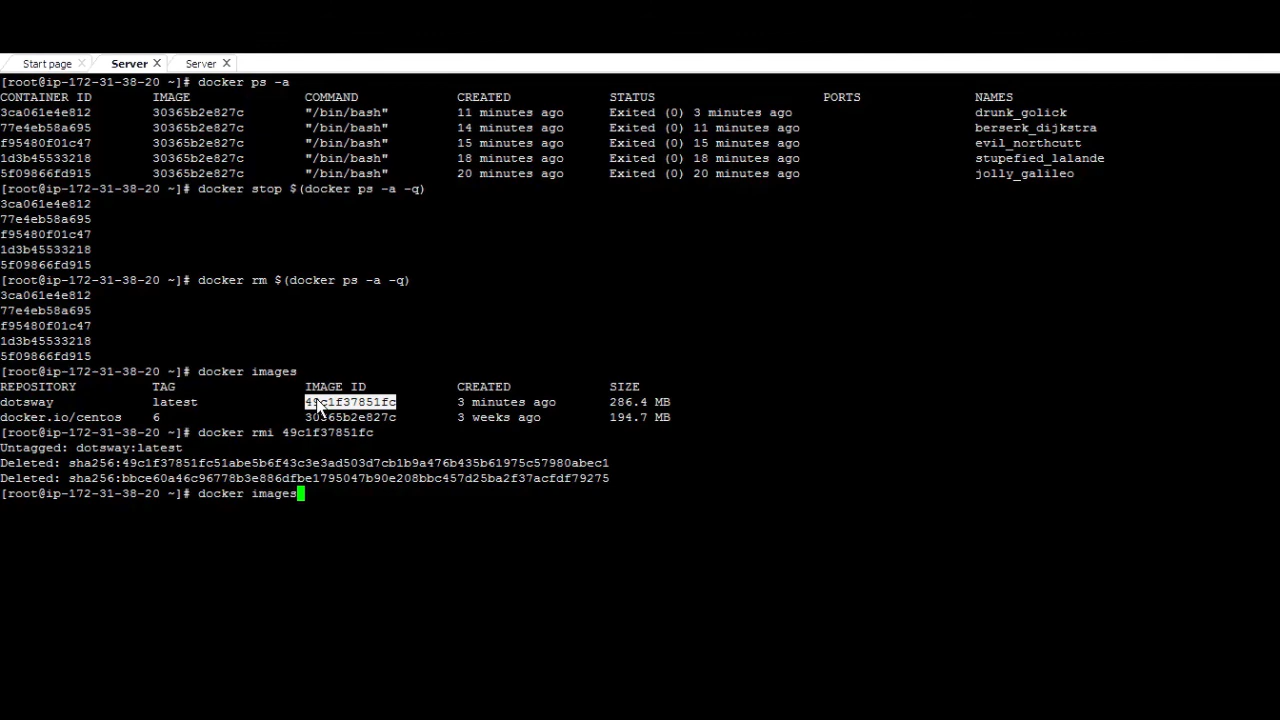 Start page X Server X Server X
[root@ip-172-31-38-20 ~]# docker ps -a
CONTAINER ID IMAGE COMMAND CREATED STATUS PORTS NAMES
3ca061e4e812 30365b2e827c "/bin/bash" 11 minutes ago Exited (0) 3 minutes ago drunk_golick
77e4eb58a695 30365b2e827c "/bin/bash" 14 minutes ago Exited (0) 11 minutes ago berserk_dijkstra
f95480f01c47 30365b2e827c "/bin/bash" 15 minutes ago Exited (0) 15 minutes ago evil_northcutt
1d3b45533218 30365b2e827c "/bin/bash" 18 minutes ago Exited (0) 18 minutes ago stupefied_lalande
5f09866fd915 30365b2e827c "/bin/bash" 20 minutes ago Exited (0) 20 minutes ago jolly_galileo
[root@ip-172-31-38-20 ~]# docker stop $(docker ps -a -q)
3ca061e4e812
77e4eb58a695
f95480f01c47
1d3b45533218
5f09866fd915
[root@ip-172-31-38-20 ~]# docker rm $(docker ps -a -q)
3ca061e4e812
77e4eb58a695
f95480f01c47
1d3b45533218
5f09866fd915
[root@ip-172-31-38-20 ~]# docker images
REPOSITORY TAG IMAGE ID CREATED SIZE
dotsway latest 49c1f37851fc 3 minutes ago 286.4 MB
docker.io/centos 6 30365b2e827c 3 weeks ago 194.7 MB
[root@ip-172-31-38-20 ~]# docker rmi 49c1f37851fc
Untagged: dotsway:latest
Deleted: sha256:49c1f37851fc51abe5b6f43c3e3ad503d7cb1b9a476b435b61975c57980abec1
Deleted: sha256:bbce60a46c96778b3e886dfbe1795047b90e208bbc457d25ba2f37acfdf79275
[root@ip-172-31-38-20 ~]# docker images